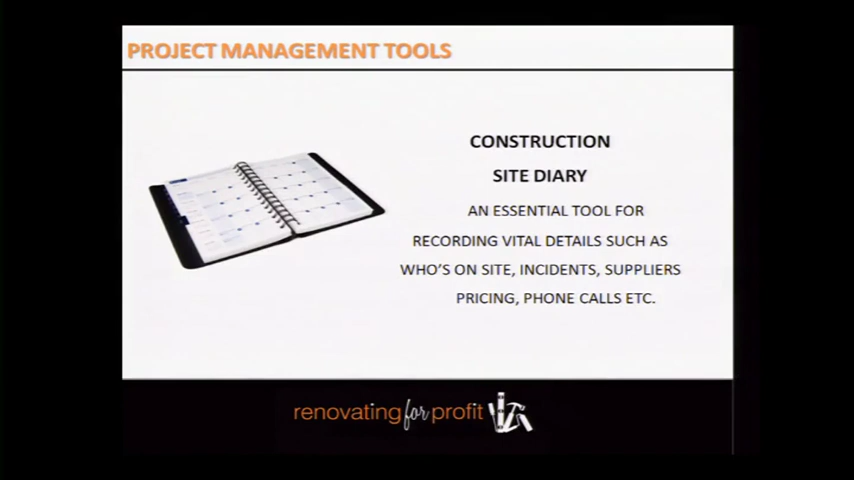 PROJECT MANAGEMENT TOOLS
CONSTRUCTION
SITE DIARY
AN ESSENTIAL TOOL FOR
RECORDING VITAL DETAILS SUCH AS
WHO'S ON SITE, INCIDENTS, SUPPLIERS
PRICING, PHONE CALLS ETC.
renovating for profit